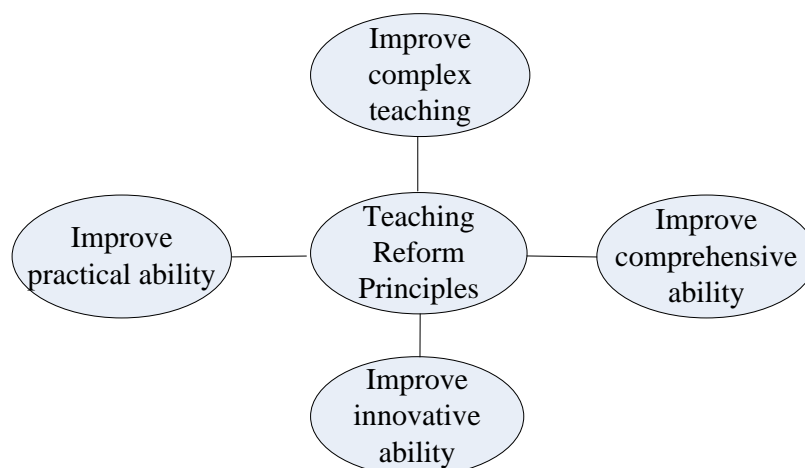 Improve
complex
teaching
Improve
practical ability
Teaching
Reform
Principles
Improve
comprehensive
ability
Improve
innovative
ability